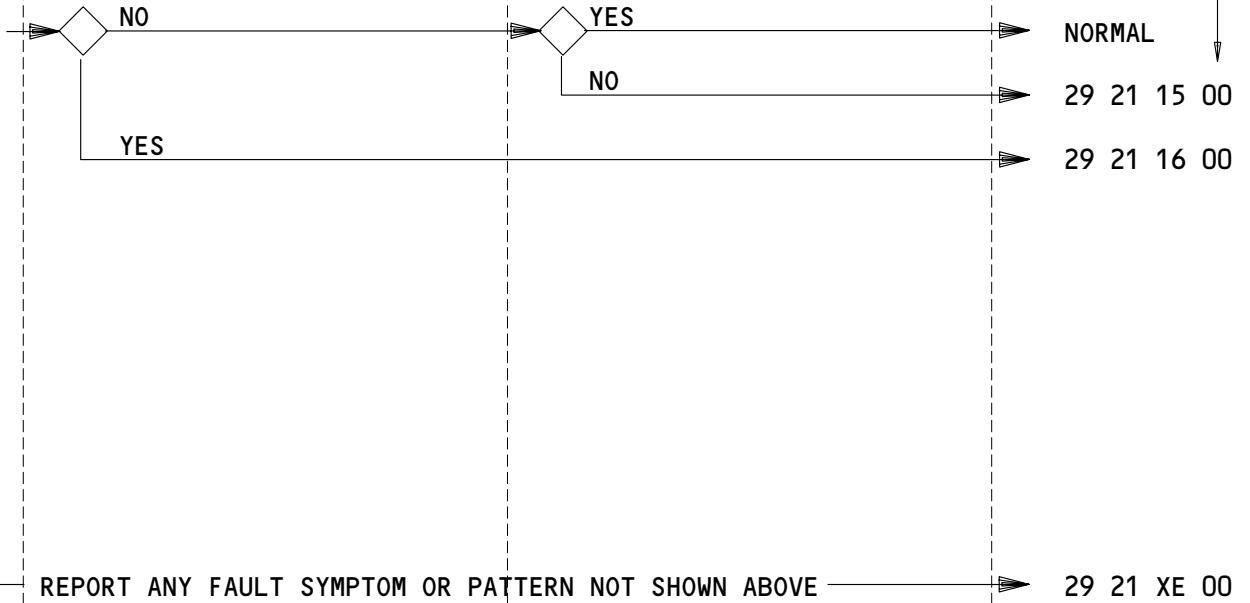 NO
YES
NORMAL
NO
29 21 15 00
YES
29 21 16 00
REPORT ANY FAULT SYMPTOM OR PATTERN NOT SHOWN ABOVE
29 21 XE 00